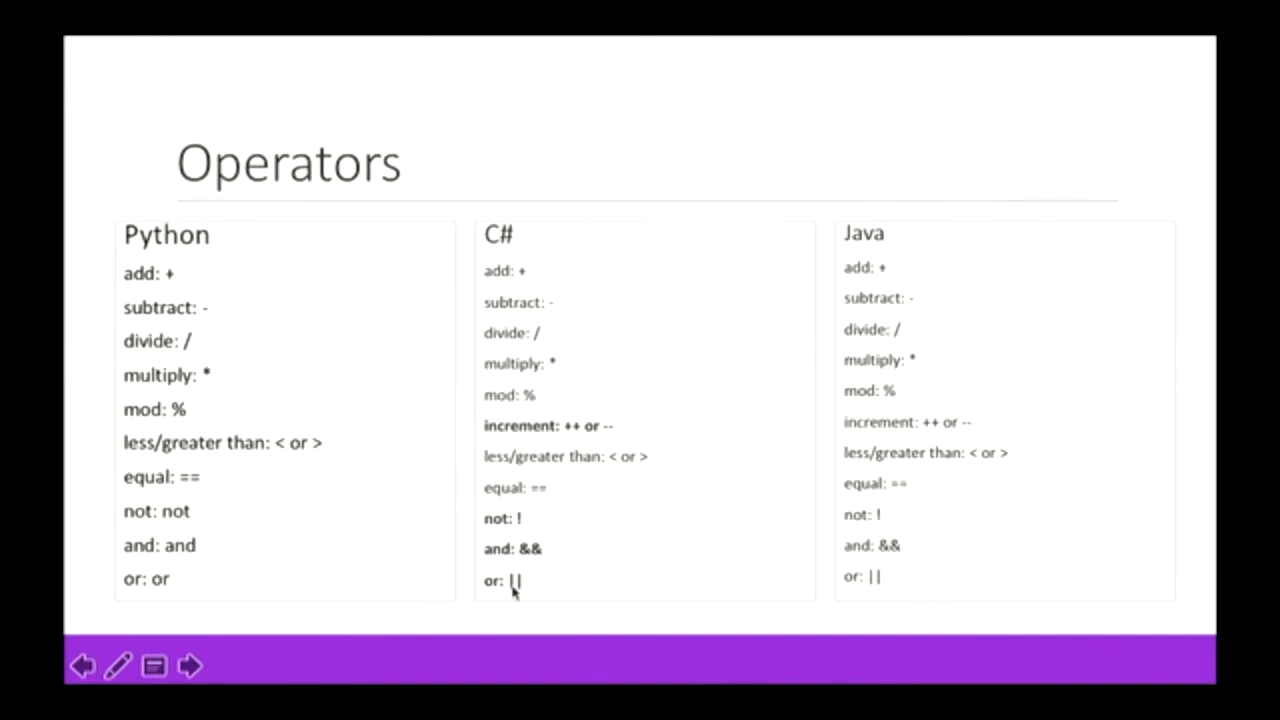 Operators
Python
add: +
subtract: -
divide: /
multiply: *
mod: %
less/greater than: < or >
equal: ==
not: not
and: and
or: or
C#
add: +
subtract: -
divide: /
multiply: *
mod: %
increment: ++ or --
less/greater than: < or >
equal: ==
not: !
and: &&
or: ||
Java
add: +
subtract: -
divide: /
multiply: *
mod: %
increment: ++ or --
less/greater than: < or >
equal: ==
not: !
and: &&
or: ||